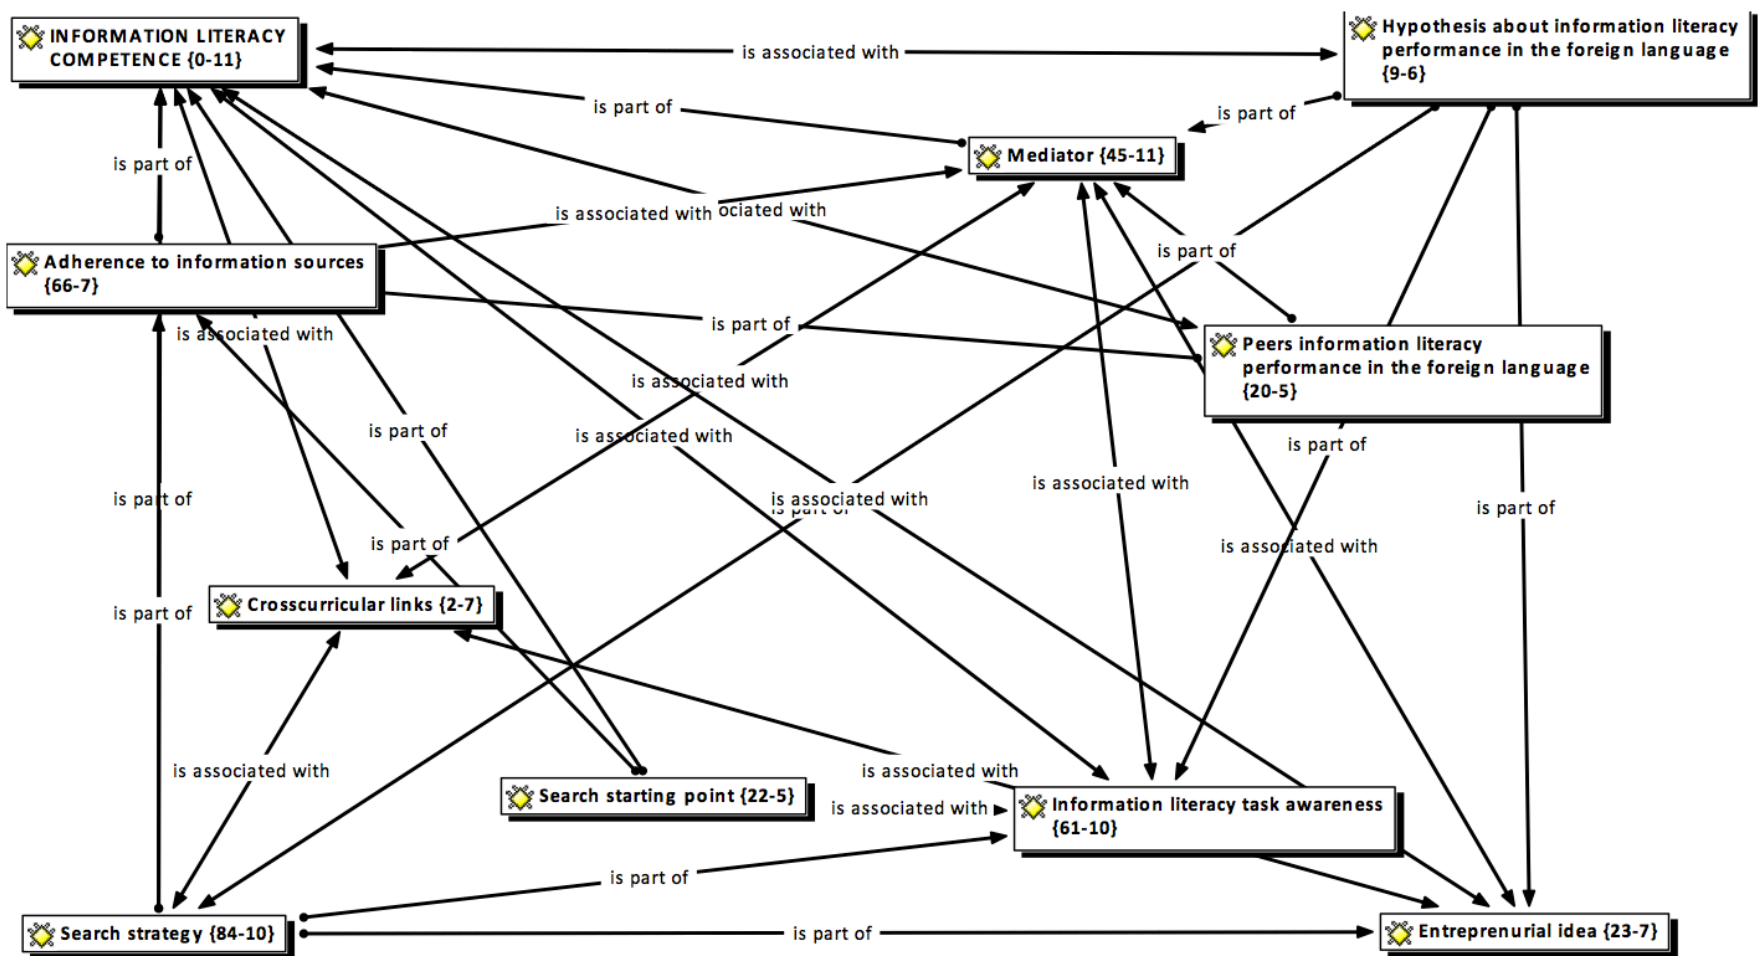 INFORMATION LITERACY
COMPETENCE {0-11}
Hypothesis about information literacy
performance in the foreign language
{9-6}
is associated with
is part of
is part of
Mediator {45-11}
is part of
is associated with
ociated with
is part of
Adherence to information sources
{66-7}
is part of
is associated with
Peers information literacy
performance in the foreign language
{20-5}
is associated with
is part of
is associated with
is part of
is associated with
is part of
is associated with
is part of
is part of
is part of
is associated with
Crosscurricular links {2-7}
is part of
is associated with
is associated with
Search starting point {22-5}
is associated with
Information literacy task awareness
{61-10}
is part of
Search strategy {84-10}
is part of
Entreprenurial idea {23-7}